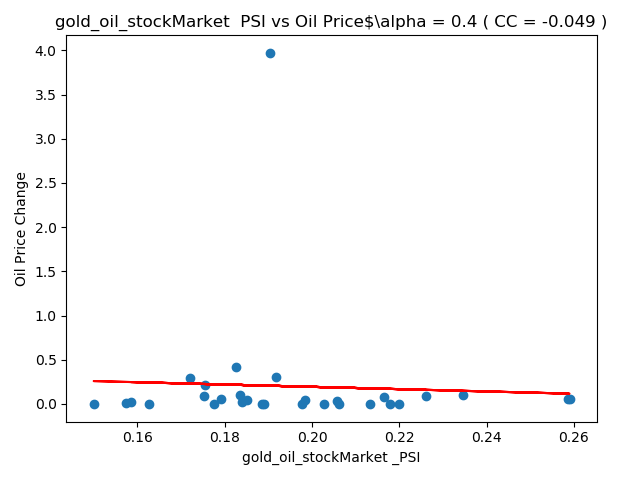 gold_oil_stockMarket  PSI vs Oil Price$\alpha = 0.4 ( CC = -0.049 )
4.0
3.5
3.0
2.5
2.0
1.5
1.0
0.5
0.0
Oil Price Change
0.16 0.18 0.20 0.22 0.24 0.26
gold_oil_stockMarket _PSI